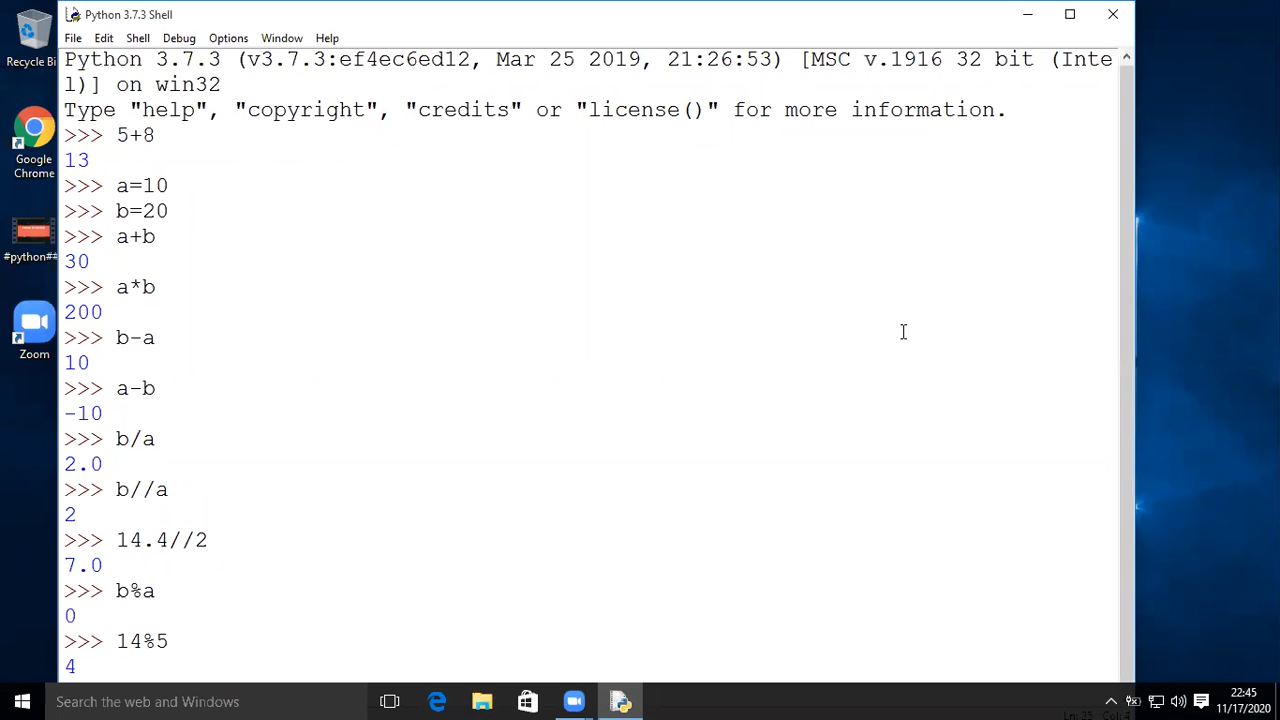 Python 3.7.3 Shell
File Edit Shell Debug Options Window Help
Python 3.7.3 (v3.7.3:ef4ec6ed12, Mar 25 2019, 21:26:53) [MSC v.1916 32 bit (Inte
l)] on win32
Type "help", "copyright", "credits" or "license()" for more information.
>>> 5+8
13
>>> a=10
>>> b=20
>>> a+b
30
>>> a*b
200
>>> b-a
10
>>> a-b
-10
>>> b/a
2.0
>>> b//a
2
>>> 14.4//2
7.0
>>> b%a
0
>>> 14%5
4
Recycle Bi
Google
Chrome
#python##
Zoom
Search the web and Windows
22:45
11/17/2020